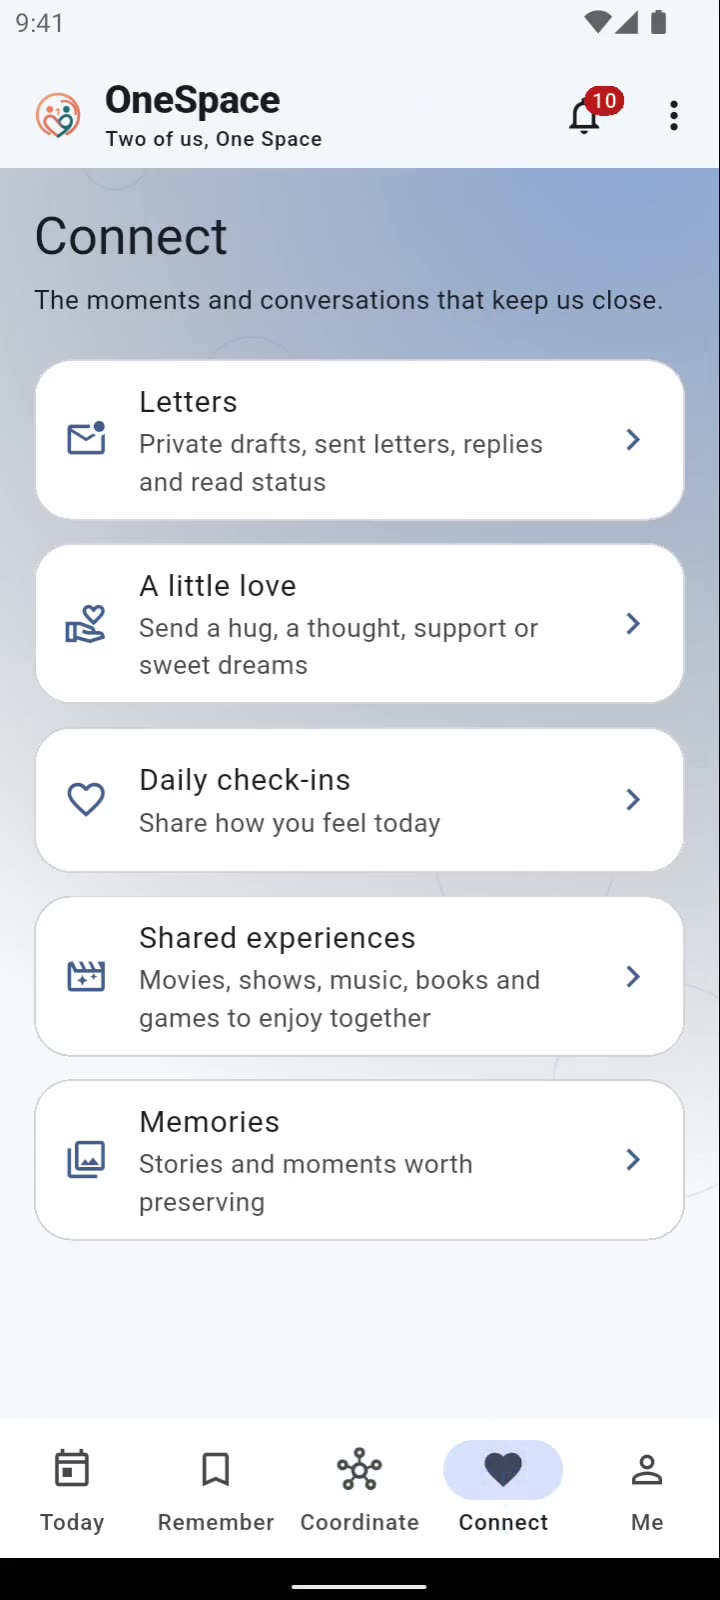 9:41
OneSpace
10
Two of us, One Space
Connect
The moments and conversations that keep us close.
Letters
Private drafts, sent letters, replies
and read status
A little love
Send a hug, a thought, support or
sweet dreams
Daily check-ins
Share how you feel today
Shared experiences
Movies, shows, music, books and
games to enjoy together
Memories
Stories and moments worth
preserving
Today
Remember
Coordinate
Connect
Me